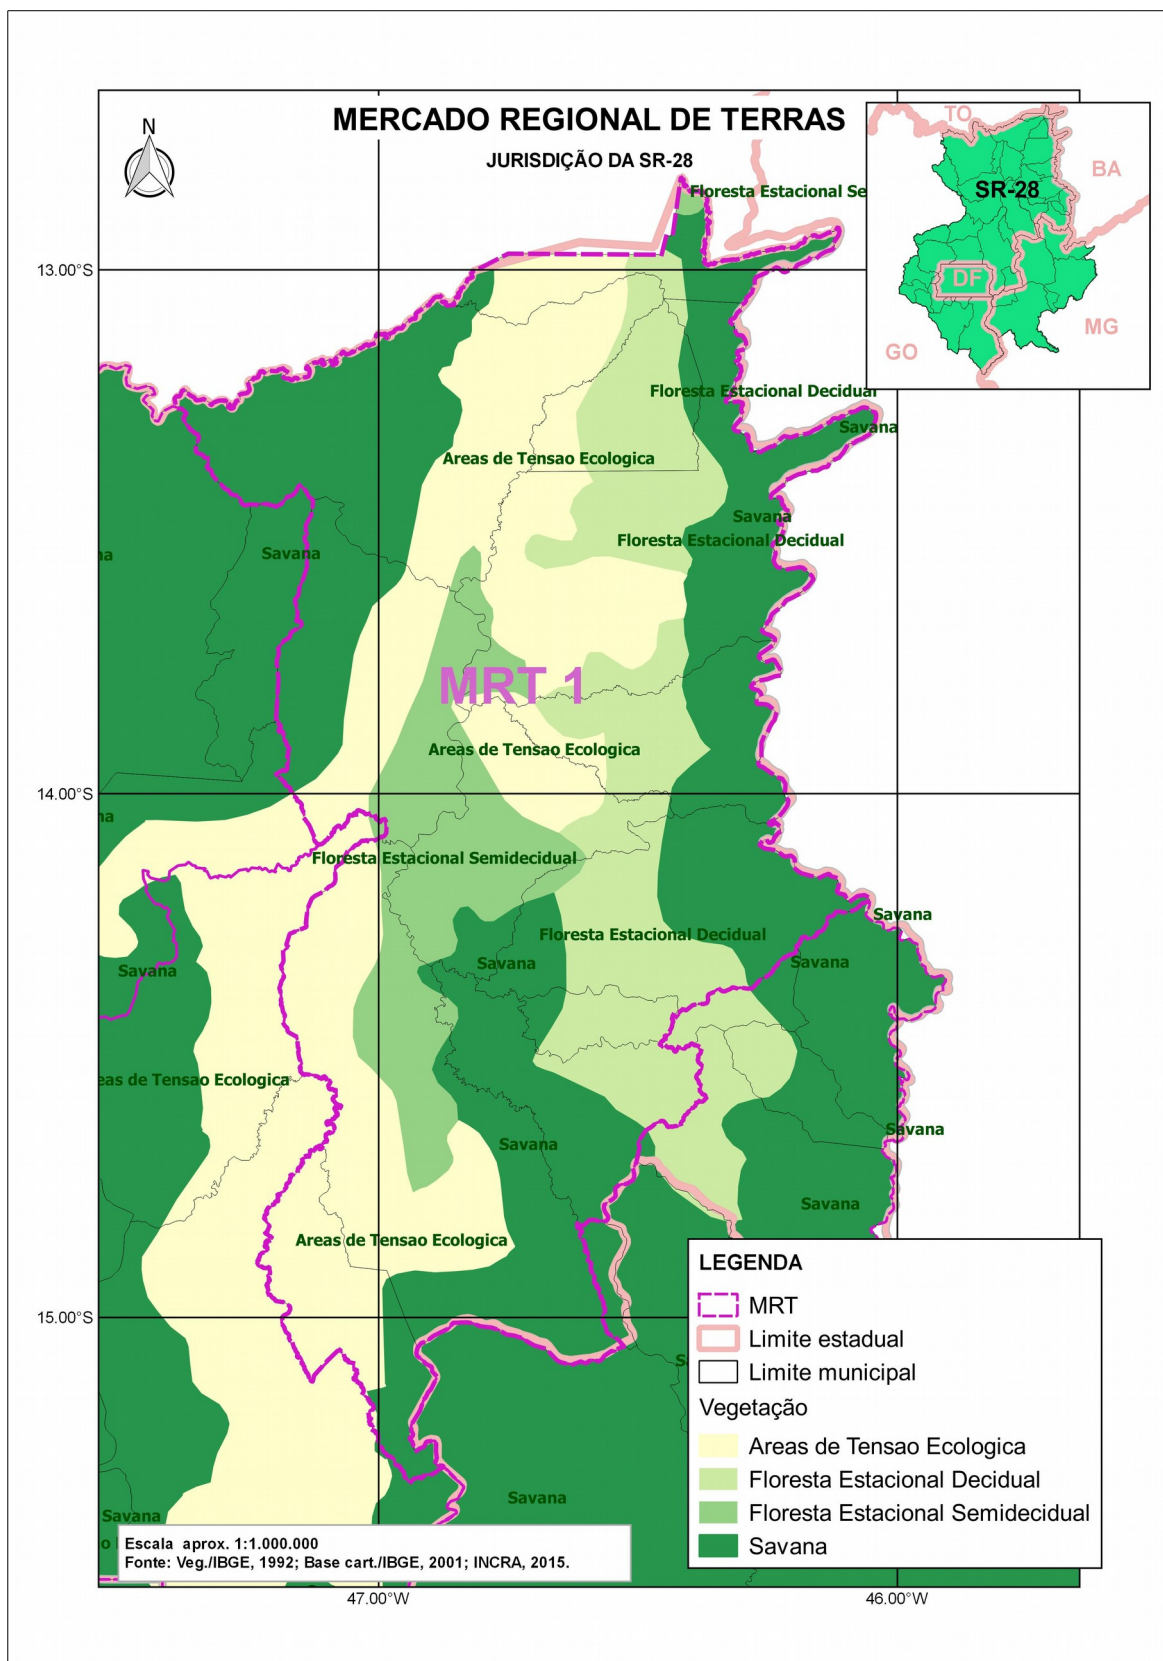 MERCADO REGIONAL DE TERRAS
JURISDIÇÃO DA SR-28
N
TO
BA
SR-28
DF
GO
MG
Floresta Estacional Se
13.00°S
Floresta Estacional Decidual
Savana
Areas de Tensao Ecologica
Savana
Floresta Estacional Decidual
na
Savana
MRT 1
Areas de Tensao Ecologica
14.00°S
na
Floresta Estacional Semidecidual
Savana
Floresta Estacional Decidual
Savana
Savana
Savana
eas de Tensao Ecologica
Savana
Savana
Savana
Areas de Tensao Ecologica
15.00°S
Sa
Savana
Savana
o
LEGENDA
MRT
Limite estadual
Limite municipal
Vegetação
Areas de Tensao Ecologica
Floresta Estacional Decidual
Floresta Estacional Semidecidual
Savana
Escala aprox. 1:1.000.000
Fonte: Veg./IBGE, 1992; Base cart./IBGE, 2001; INCRA, 2015.
47.00°W
46.00°W